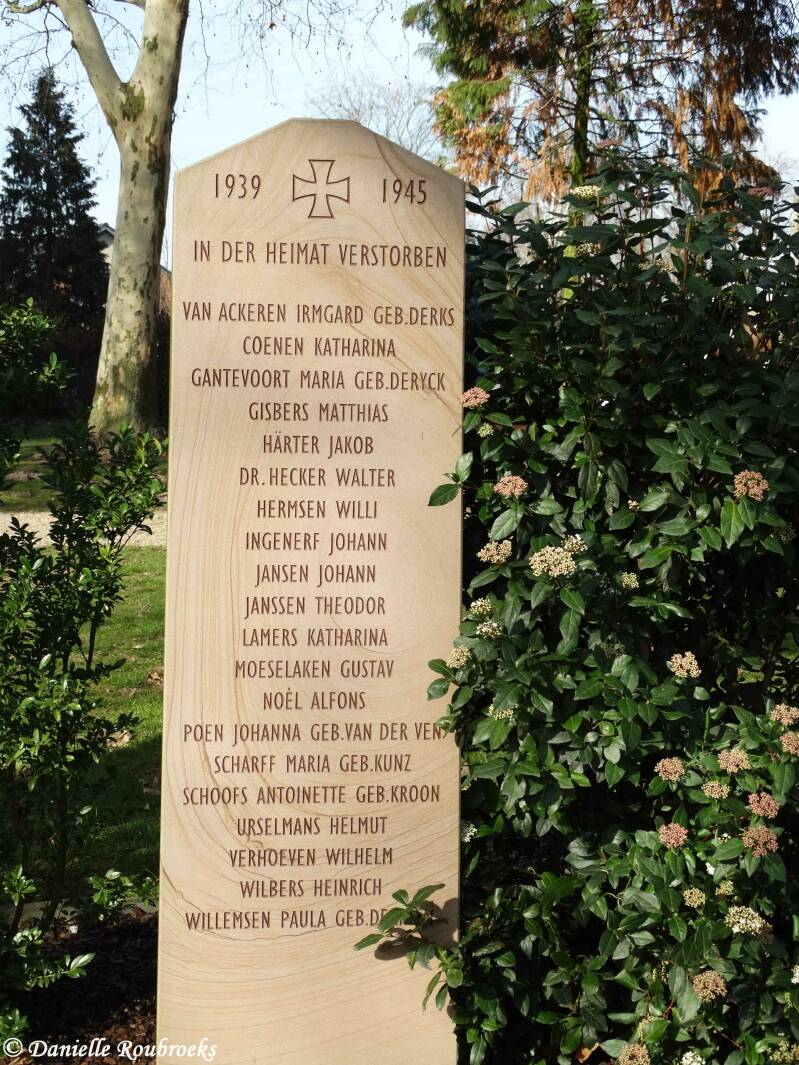 1939 1945
IN DER HEIMAT VERSTORBEN
VAN ACKEREN IRMGARD GEB.DERKS
COENEN KATHARINA
GANTEVOORT MARIA GEB.DERYCK
GISBERS MATTHIAS
HÄRTER JAKOB
DR.HECKER WALTER
HERMSEN WILLI
INGENERF JOHANN
JANSEN JOHANN
JANSSEN THEODOR
LAMERS KATHARINA
MOESELAKEN GUSTAV
NOÈL ALFONS
POEN JOHANNA GEB.VAN DER VEN
SCHARFF MARIA GEB.KUNZ
SCHOOFS ANTOINETTE GEB.KROON
URSELMANS HELMUT
VERHOEVEN WILHELM
WILBERS HEINRICH
WILLEMSEN PAULA
© Danielle Roubroeks